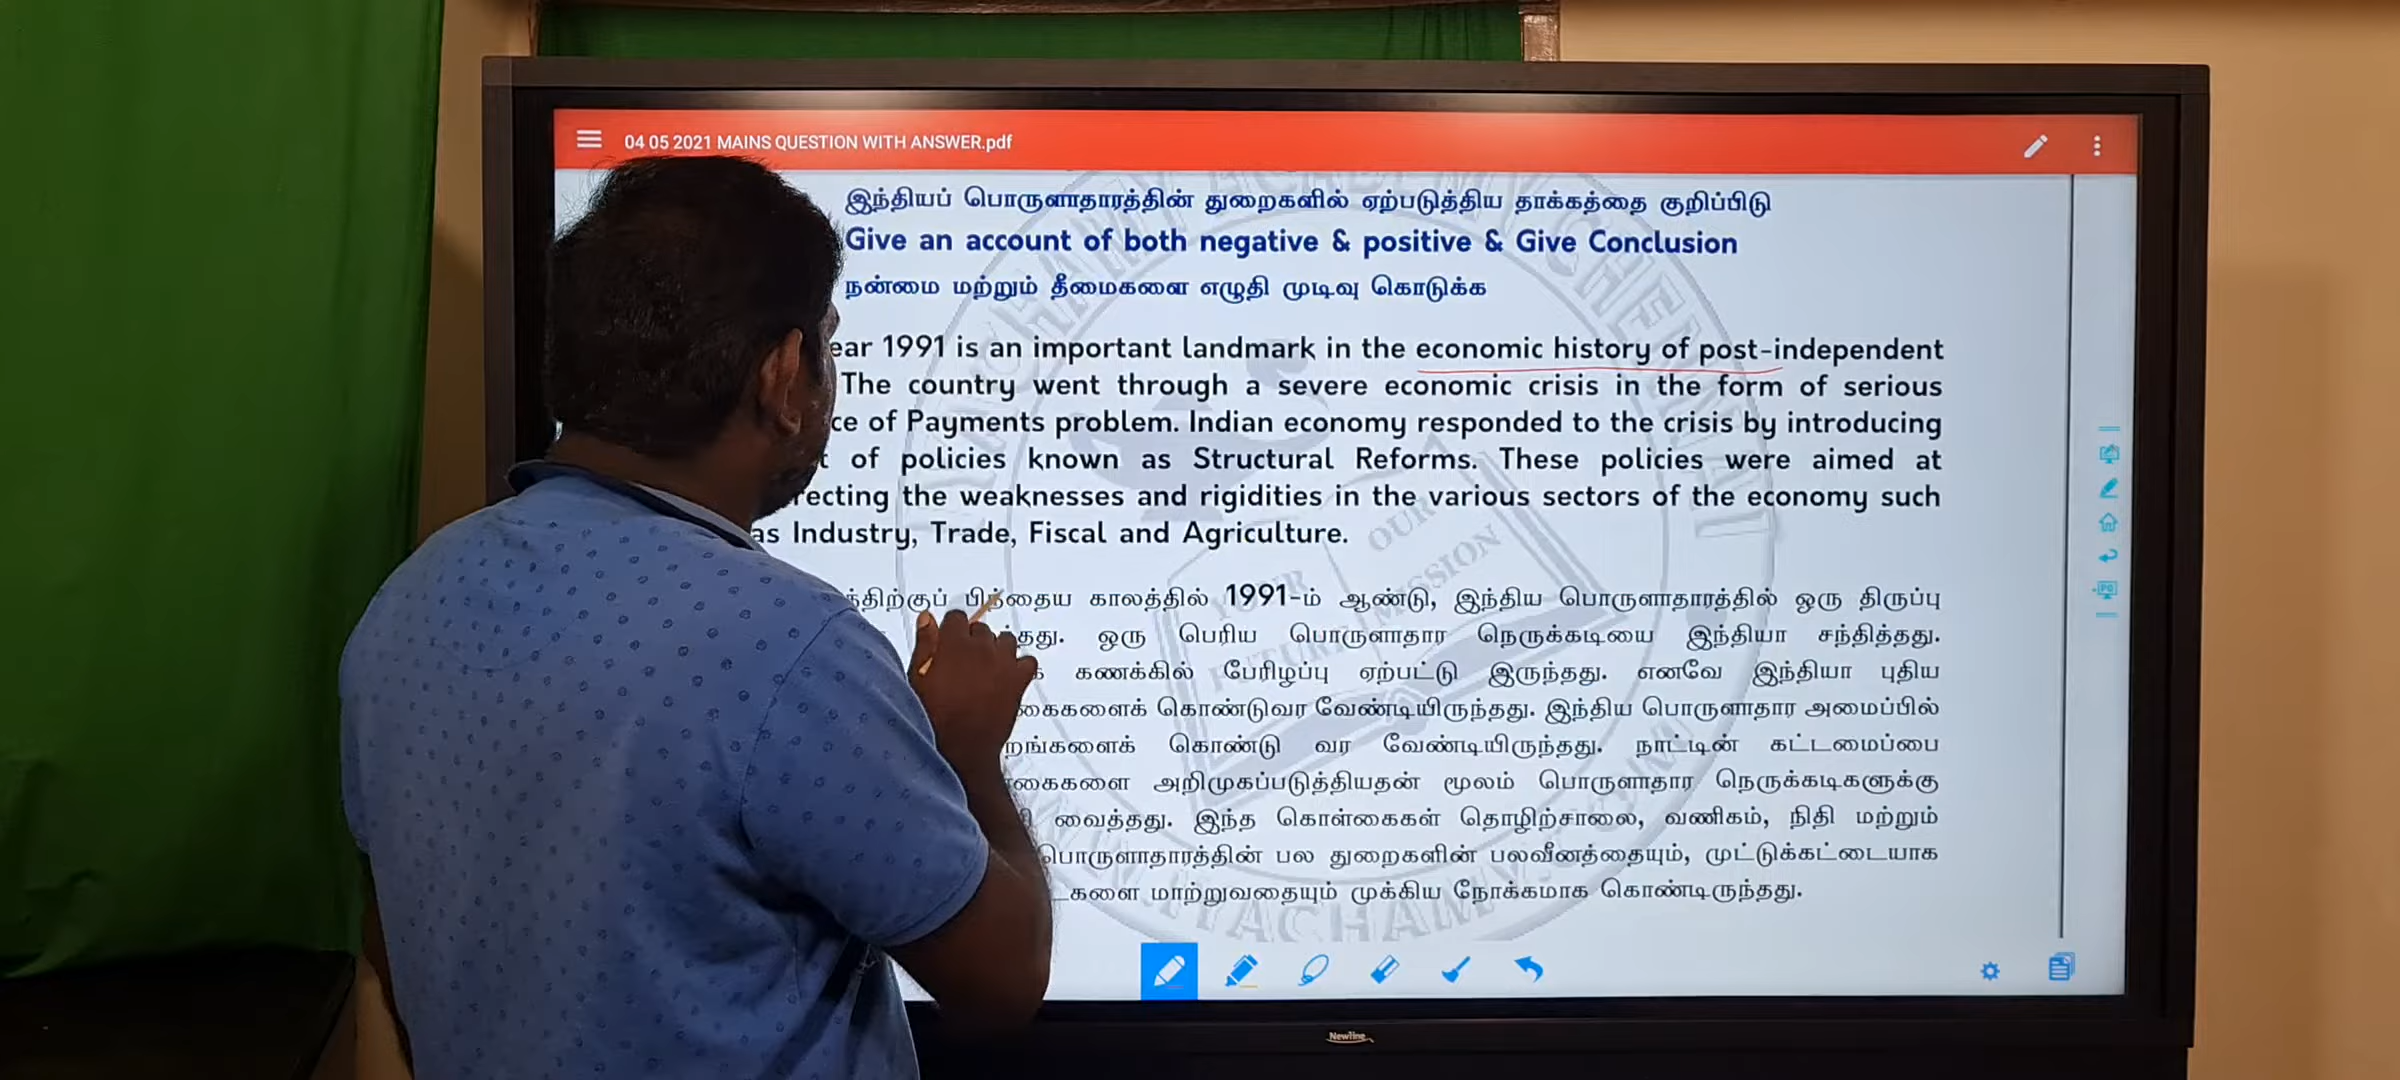 04 05 2021 MAINS QUESTION WITH ANSWER.pdf
இந்தியப் பொருளாதாரத்தின் துறைகளில் ஏற்படுத்திய தாக்கத்தை குறிப்பிடு
Give an account of both negative & positive & Give Conclusion
நன்மை மற்றும் தீமைகளை எழுதி முடிவு கொடுக்க
1991 is an important landmark in the economic history of post-independent
The country went through a severe economic crisis in the form of serious
of Payments problem. Indian economy responded to the crisis by introducing
of policies known as Structural Reforms. These policies were aimed at
the weaknesses and rigidities in the various sectors of the economy such
as Industry, Trade, Fiscal and Agriculture.
பிந்தைய காலத்தில் 1991-ம் ஆண்டு, இந்திய பொருளாதாரத்தில் ஒரு திருப்பு
ஒரு பெரிய பொருளாதார நெருக்கடியை இந்தியா சந்தித்தது.
கணக்கில் பேரிழப்பு ஏற்பட்டு இருந்தது. எனவே இந்தியா புதிய
கொண்டுவர வேண்டியிருந்தது. இந்திய பொருளாதார அமைப்பில்
கொண்டு வர வேண்டியிருந்தது. நாட்டின் கட்டமைப்பை
அறிமுகப்படுத்தியதன் மூலம் பொருளாதார நெருக்கடிகளுக்கு
வைத்தது. இந்த கொள்கைகள் தொழிற்சாலை, வணிகம், நிதி மற்றும்
பொருளாதாரத்தின் பல துறைகளின் பலவீனத்தையும், முட்டுக்கட்டையாக
மாற்றுவதையும் முக்கிய நோக்கமாக கொண்டிருந்தது.
OUR
MISSION
FUTURE
Newline